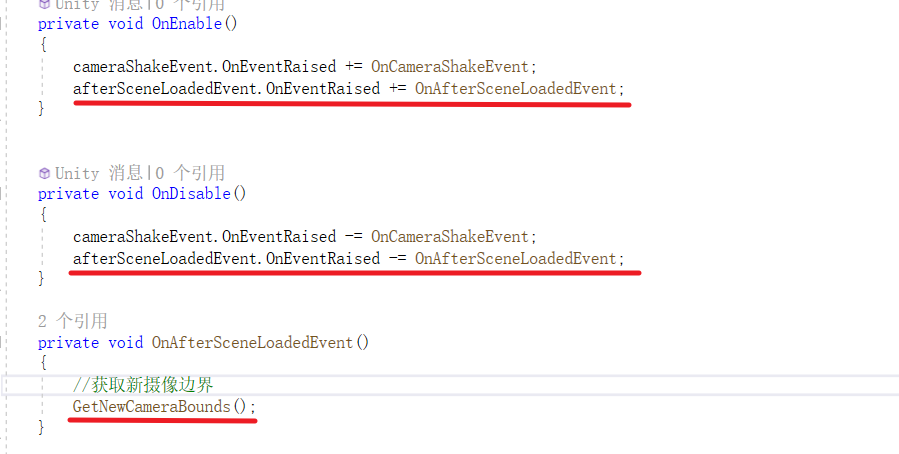 Unity 消息|0 个引用
private void OnEnable()
{
cameraShakeEvent.OnEventRaised += OnCameraShakeEvent;
afterSceneLoadedEvent.OnEventRaised += OnAfterSceneLoadedEvent;
}
Unity 消息|0 个引用
private void OnDisable()
{
cameraShakeEvent.OnEventRaised -= OnCameraShakeEvent;
afterSceneLoadedEvent.OnEventRaised -= OnAfterSceneLoadedEvent;
}
2 个引用
private void OnAfterSceneLoadedEvent()
{
//获取新摄像边界
GetNewCameraBounds();
}